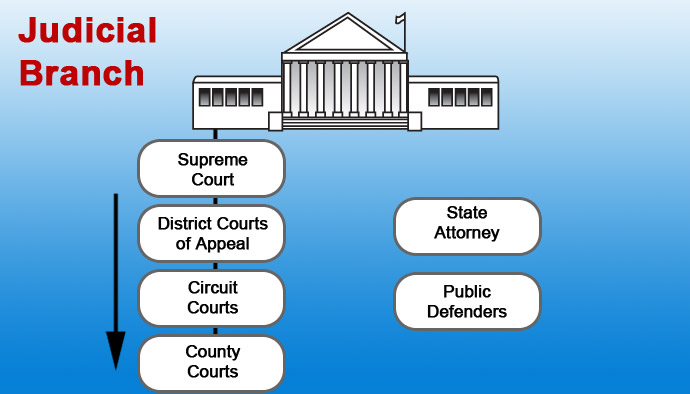 Judicial
Branch
Supreme
Court
District Courts
of Appeal
Circuit
Courts
County
Courts
State
Attorney
Public
Defenders